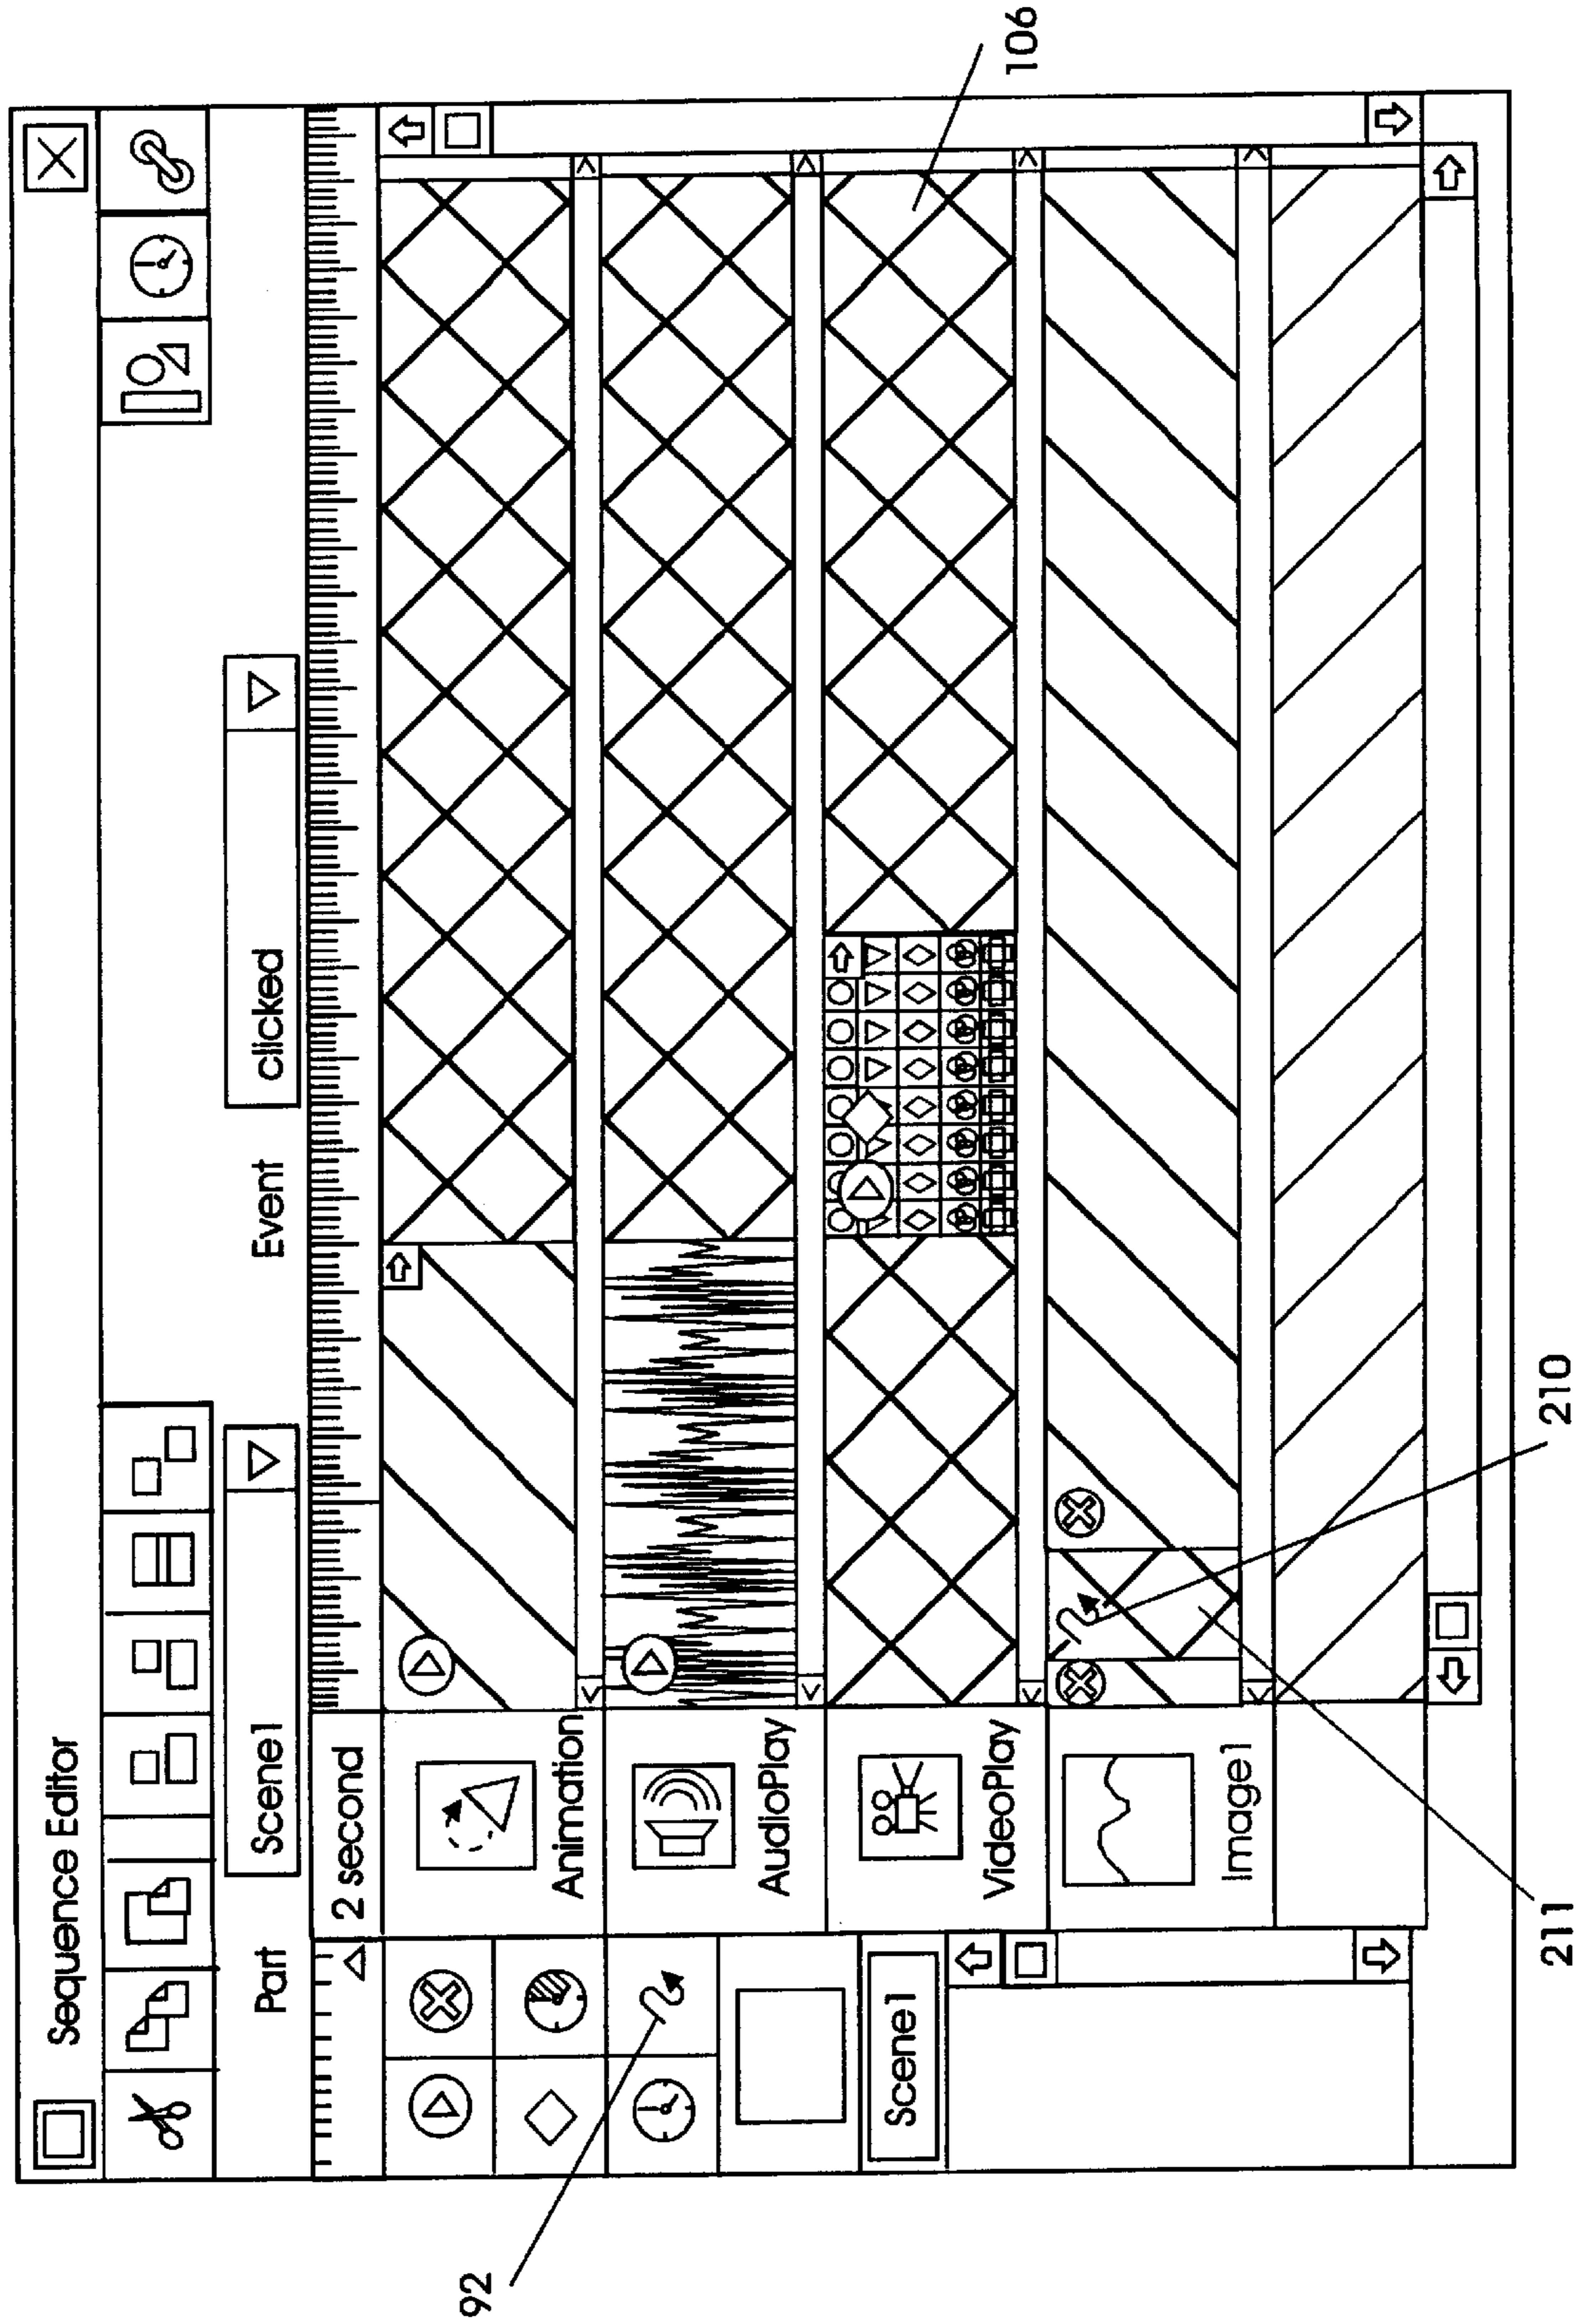 Sequence Editor
Part
Scene1
Event
clicked
2 second
Animation
AudioPlay
VideoPlay
Image1
Scene1
92
106
210
211